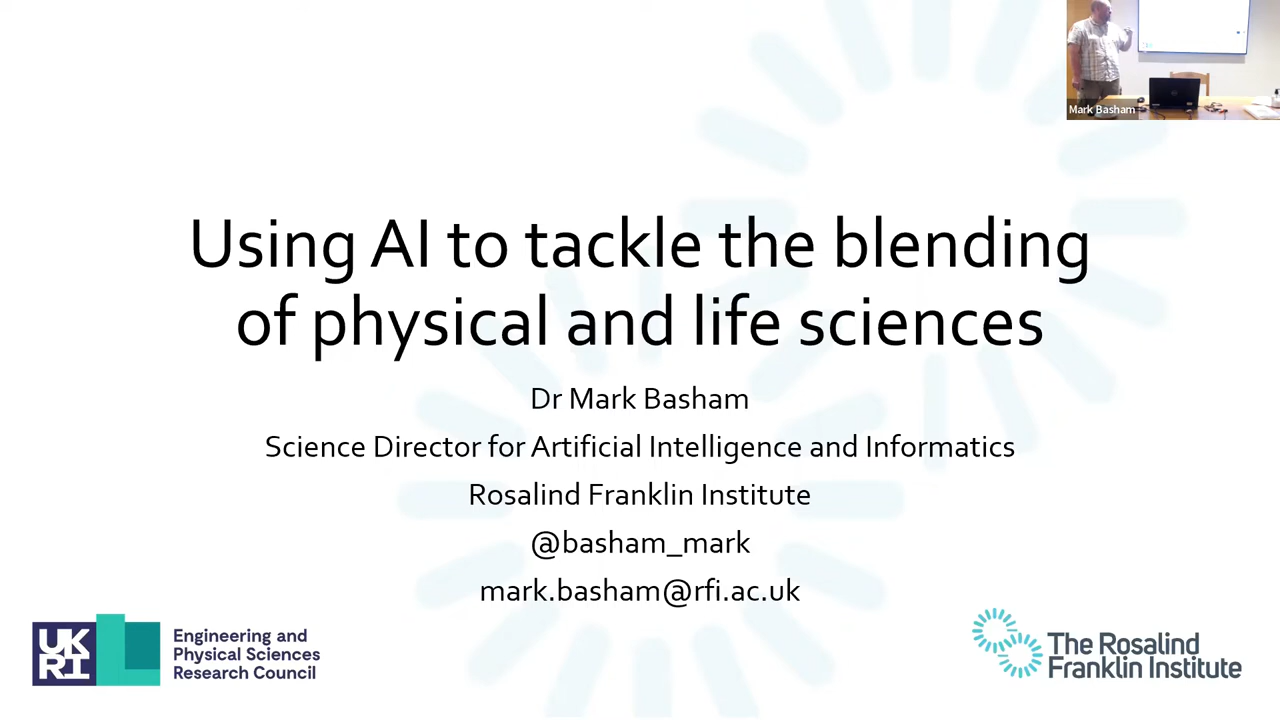 Mark Basham
Using AI to tackle the blending
of physical and life sciences
Dr Mark Basham
Science Director for Artificial Intelligence and Informatics
Rosalind Franklin Institute
@basham_mark
mark.basham@rfi.ac.uk
UK
RI
Engineering and
Physical Sciences
Research Council
The Rosalind
Franklin Institute